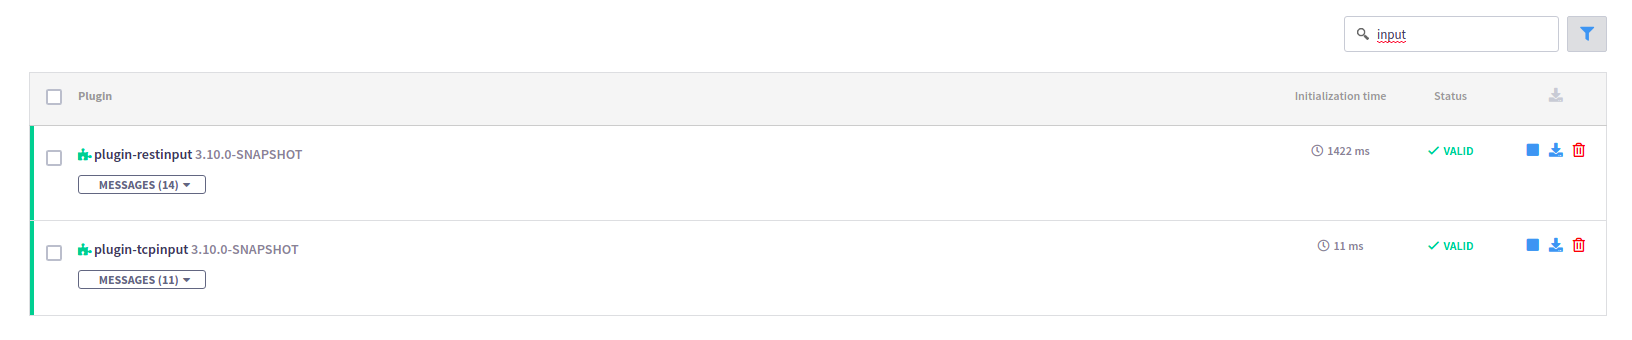 input
Plugin Initialization time Status
plugin-restinput 3.10.0-SNAPSHOT 1422 ms VALID
MESSAGES (14)
plugin-tcpinput 3.10.0-SNAPSHOT 11 ms VALID
MESSAGES (11)